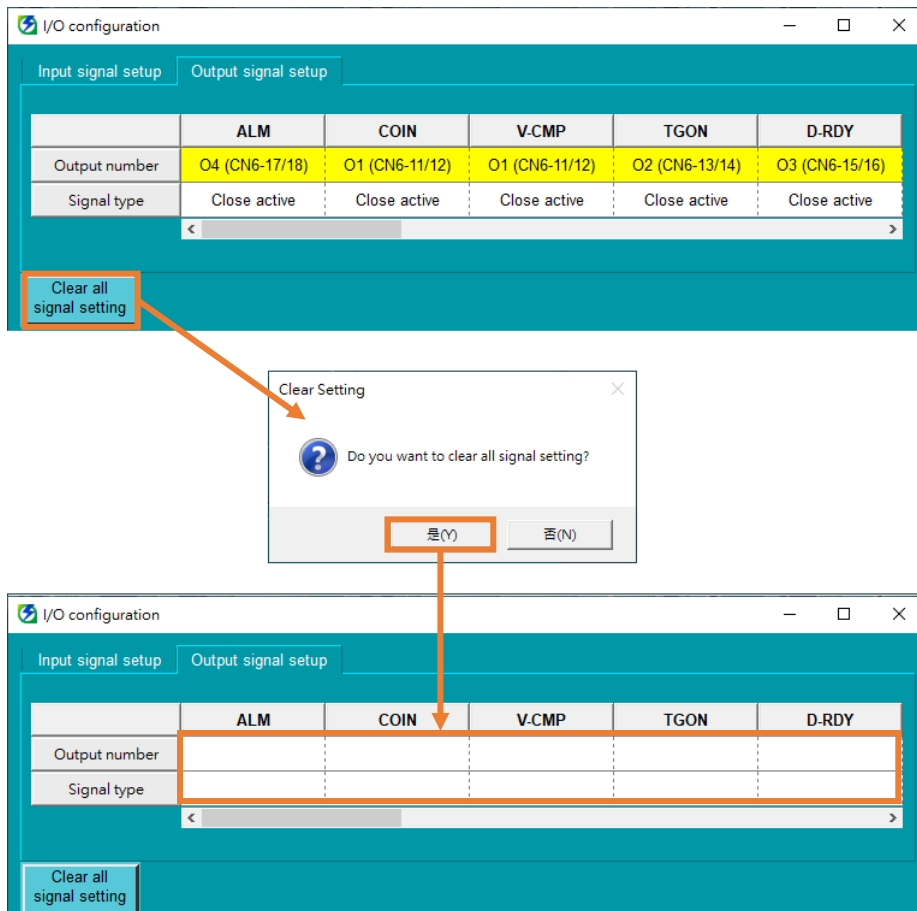 I/O configuration
Input signal setup Output signal setup
ALM COIN V-CMP TGON D-RDY
Output number O4 (CN6-17/18) O1 (CN6-11/12) O1 (CN6-11/12) O2 (CN6-13/14) O3 (CN6-15/16)
Signal type Close active Close active Close active Close active Close active
Clear all
signal setting
Clear Setting
Do you want to clear all signal setting?
是(Y) 否(N)
I/O configuration
Input signal setup Output signal setup
ALM COIN V-CMP TGON D-RDY
Output number
Signal type
Clear all
signal setting